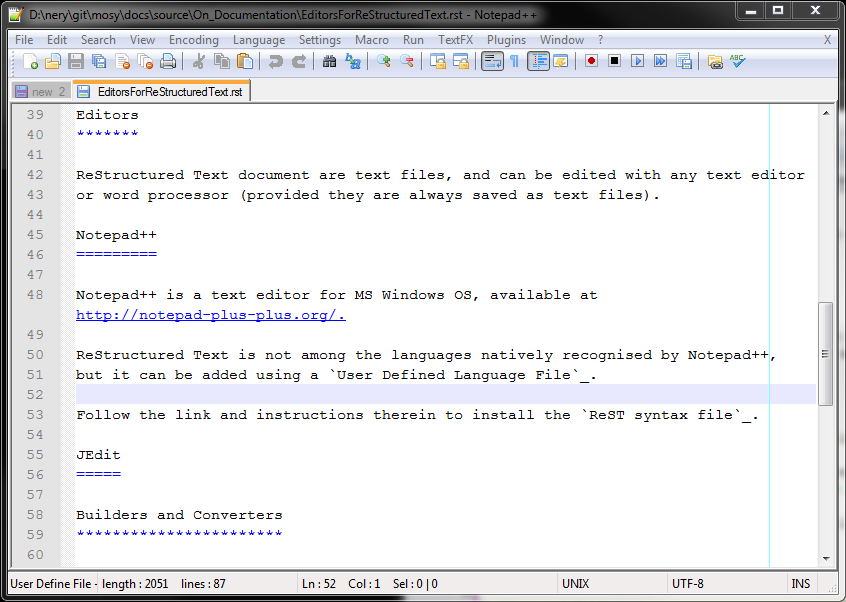 D:\nery\git\mosy\docs\source\On_Documentation\EditorsForReStructuredText.rst - Notepad++
File Edit Search View Encoding Language Settings Macro Run TextFX Plugins Window ? X
new 2 EditorsForReStructuredText.rst
39 Editors
40 *******
41
42 ReStructured Text document are text files, and can be edited with any text editor
43 or word processor (provided they are always saved as text files).
44
45 Notepad++
46 =========
47
48 Notepad++ is a text editor for MS Windows OS, available at
http://notepad-plus-plus.org/.
49
50 ReStructured Text is not among the languages natively recognised by Notepad++,
51 but it can be added using a `User Defined Language File`_.
52
53 Follow the link and instructions therein to install the `ReST syntax file`_.
54
55 JEdit
56 =====
57
58 Builders and Converters
59 ***********************
60
User Define File - length : 2051 lines : 87 Ln : 52 Col : 1 Sel : 0 | 0 UNIX UTF-8 INS